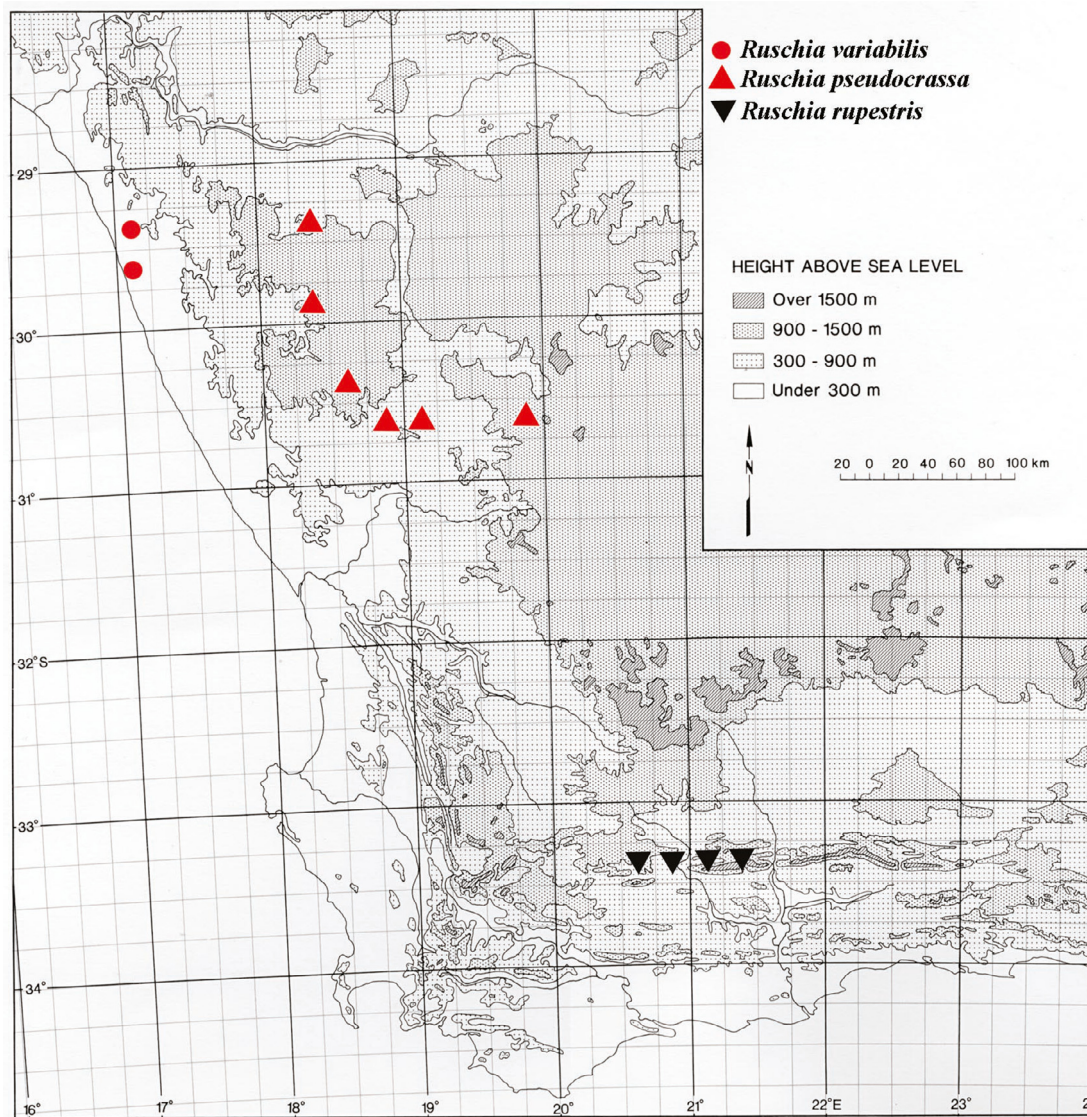 Ruschia variabilis
Ruschia pseudocrassa
Ruschia rupestris
HEIGHT ABOVE SEA LEVEL
Over 1500 m
900 - 1500 m
300 - 900 m
Under 300 m
N
20 0 20 40 60 80 100 km
29°
30°
31°
32°S
33°
34°
16° 17 18 19 20° 21° 22°E 23